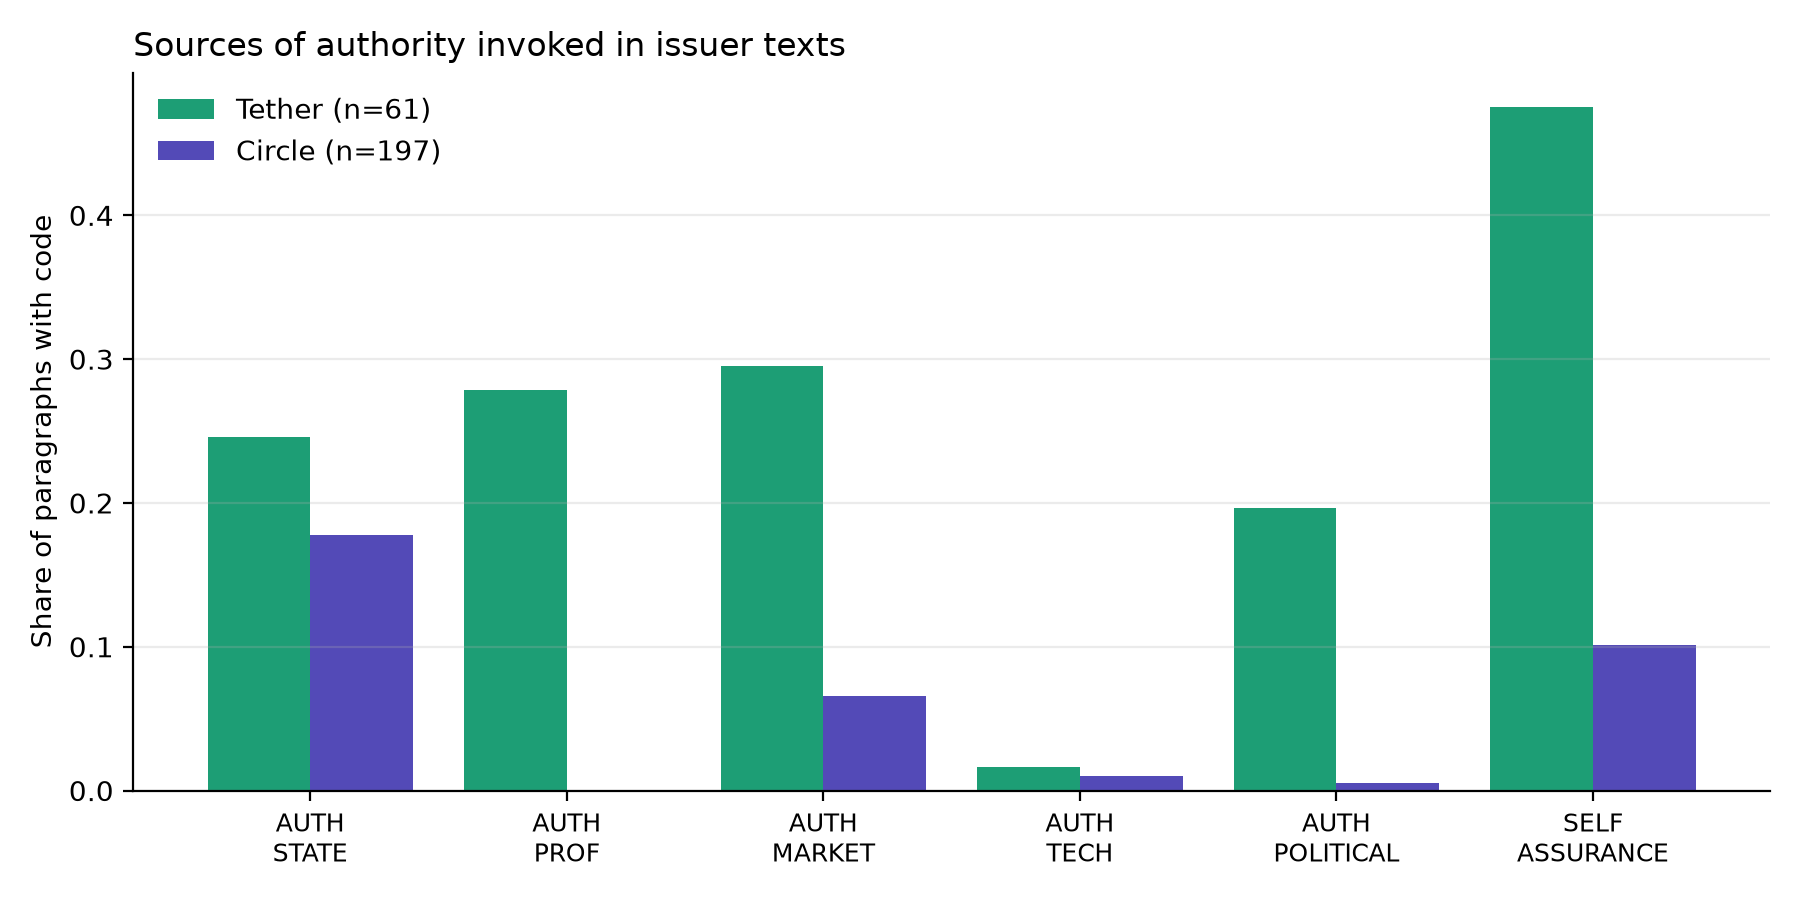 Sources of authority invoked in issuer texts
Tether (n=61)
Circle (n=197)
Share of paragraphs with code
0.4
0.3
0.2
0.1
0.0
AUTH
STATE
AUTH
PROF
AUTH
MARKET
AUTH
TECH
AUTH
POLITICAL
SELF
ASSURANCE